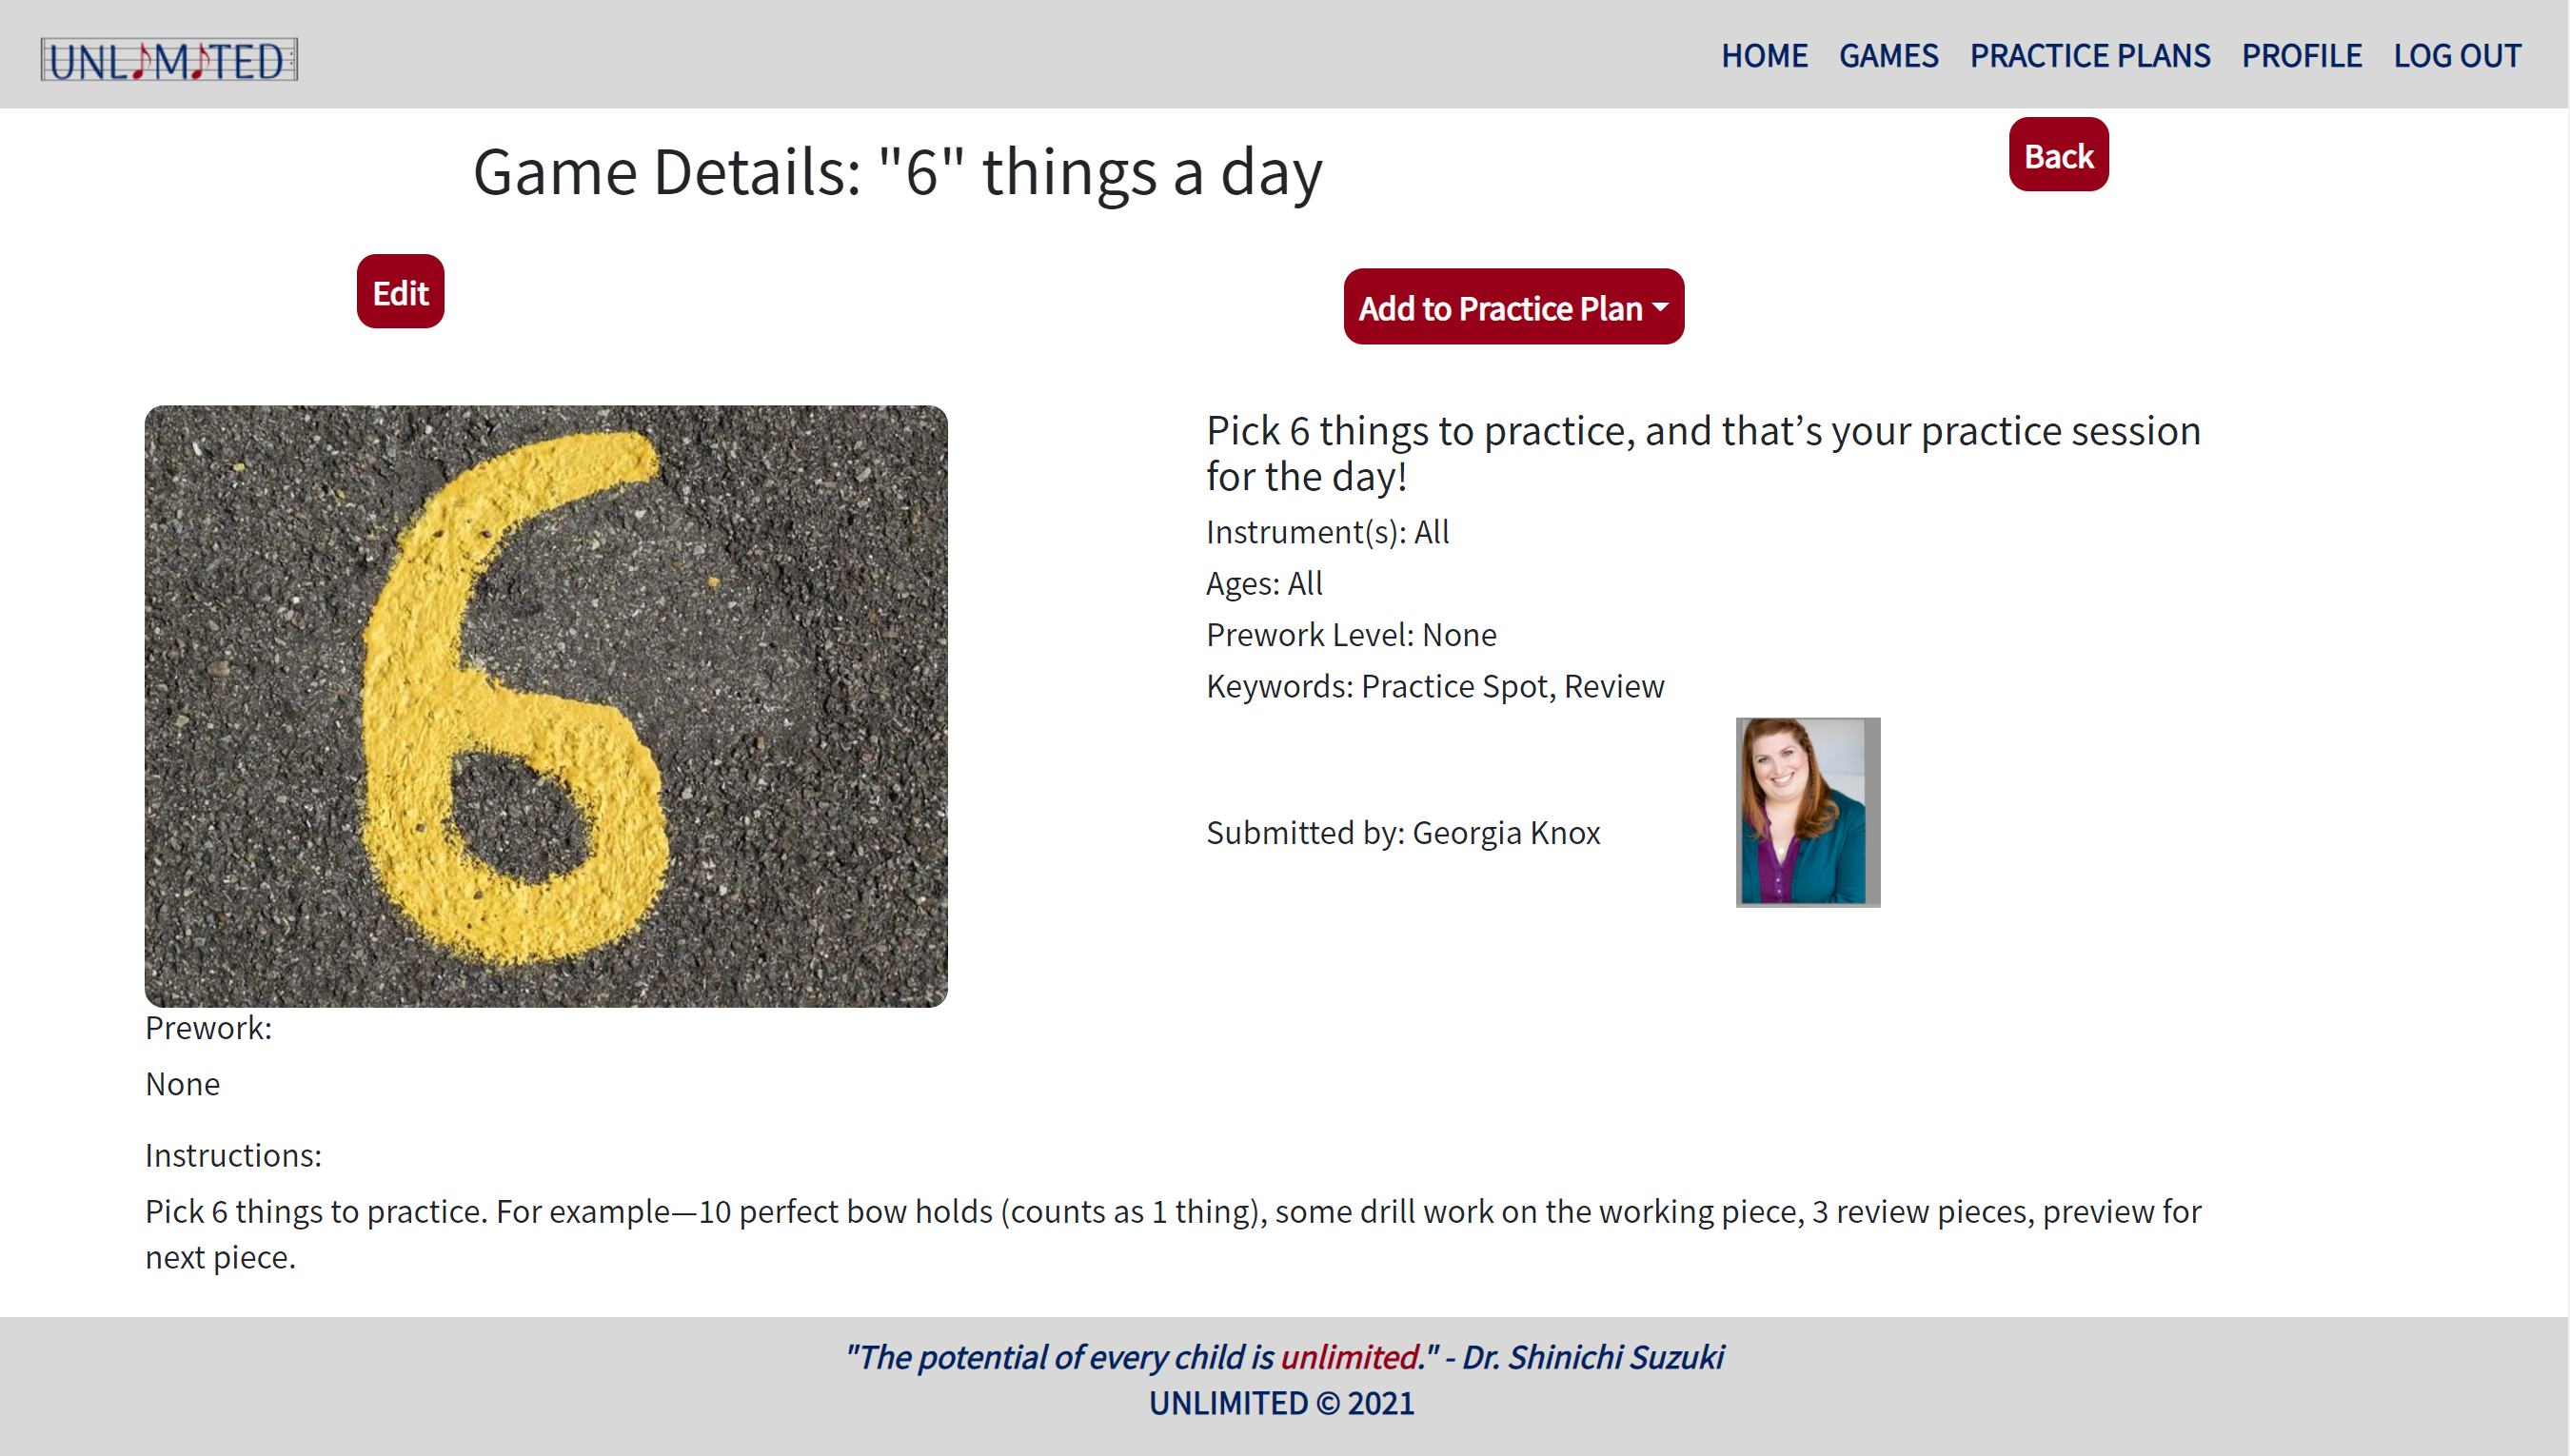 UNLIMITED
HOME GAMES PRACTICE PLANS PROFILE LOG OUT
Game Details: "6" things a day
Back
Edit
Add to Practice Plan
6
Pick 6 things to practice, and that’s your practice session
for the day!
Instrument(s): All
Ages: All
Prework Level: None
Keywords: Practice Spot, Review
Submitted by: Georgia Knox
Prework:
None
Instructions:
Pick 6 things to practice. For example—10 perfect bow holds (counts as 1 thing), some drill work on the working piece, 3 review pieces, preview for
next piece.
"The potential of every child is unlimited." - Dr. Shinichi Suzuki
UNLIMITED © 2021